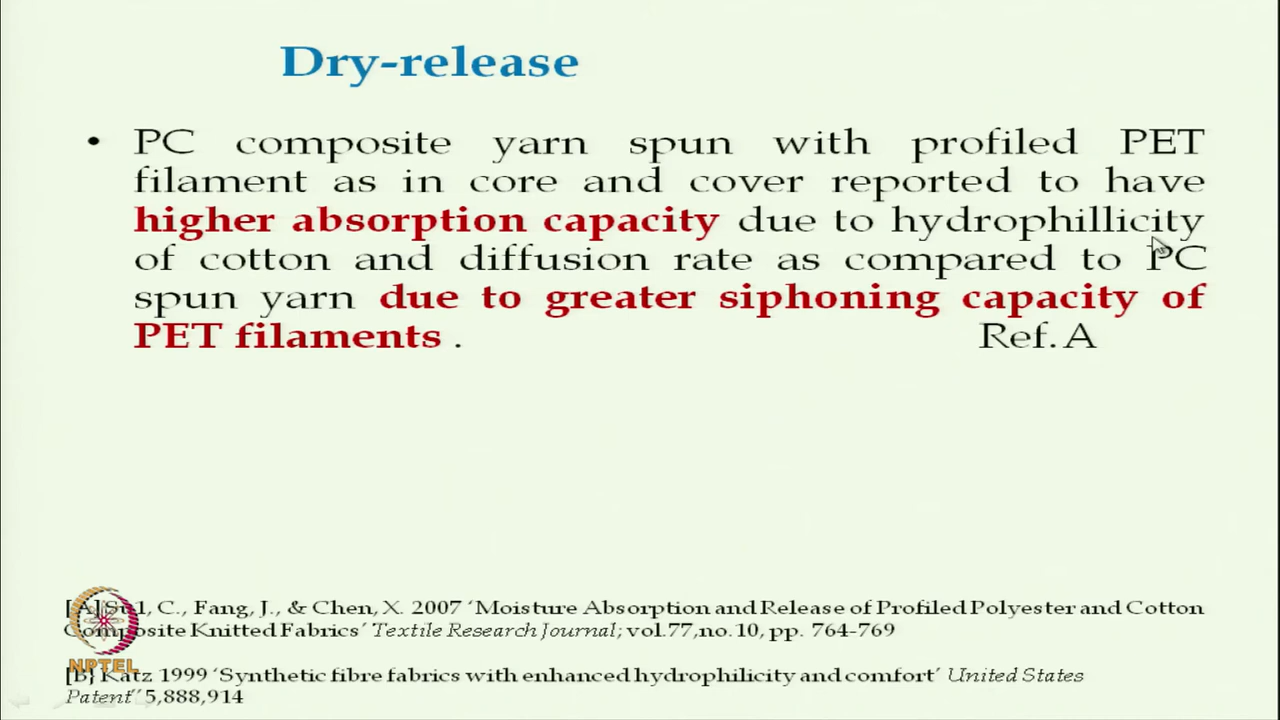 Dry-release
• PC composite yarn spun with profiled PET
filament as in core and cover reported to have
higher absorption capacity due to hydrophillicity
of cotton and diffusion rate as compared to PC
spun yarn due to greater siphoning capacity of
PET filaments .
Ref. A
[A] C., Fang, J., & Chen, X. 2007 ‘Moisture Absorption and Release of Profiled Polyester and Cotton
Composite Knitted Fabrics’ Textile Research Journal; vol.77,no. 10, pp. 764-769
NPTEL
[B] Katz 1999 ‘Synthetic fibre fabrics with enhanced hydrophilicity and comfort’ United States
Patent’ 5,888,914